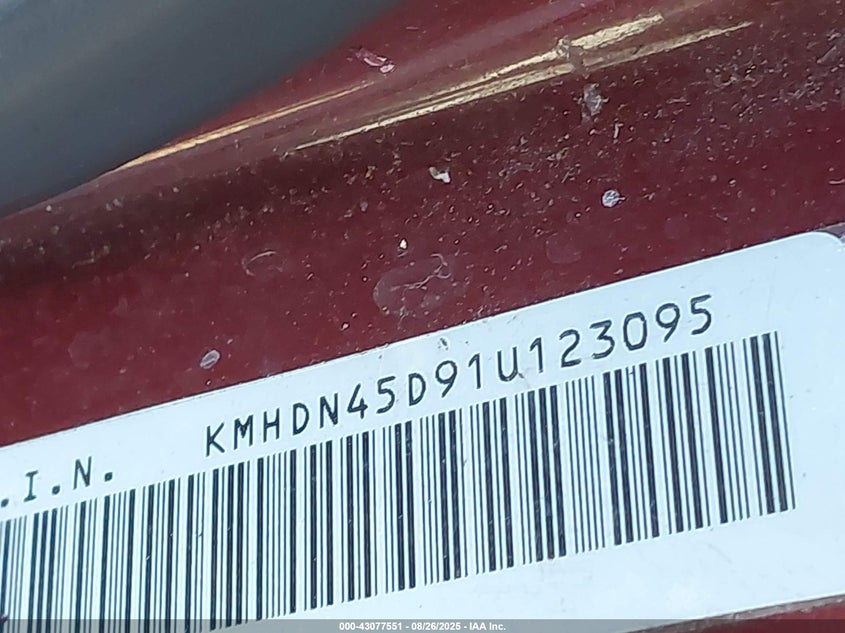 KMHDN45D91U123095
.I.N.
000-43077551 - 08/26/2025 - IAA Inc.